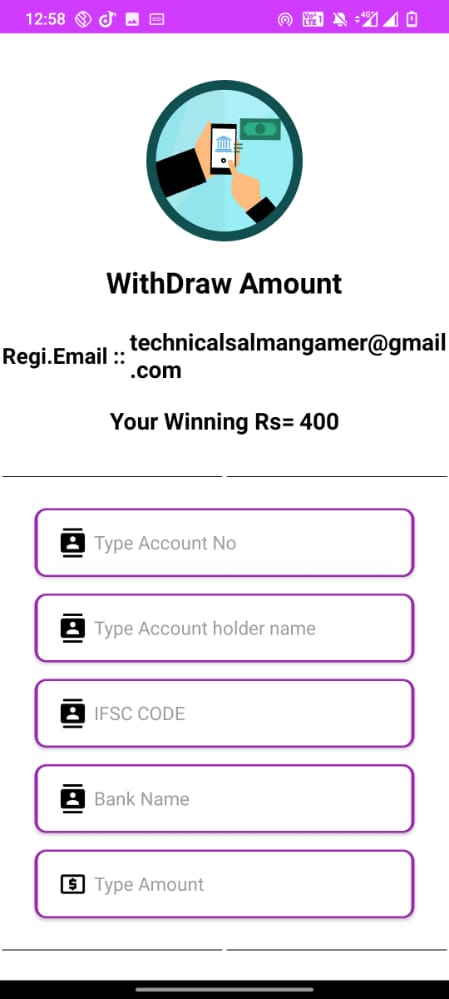 12:58
4G+
WithDraw Amount
Regi.Email :: technicalsalmangamer@gmail
.com
Your Winning Rs= 400
Type Account No
Type Account holder name
IFSC CODE
Bank Name
Type Amount